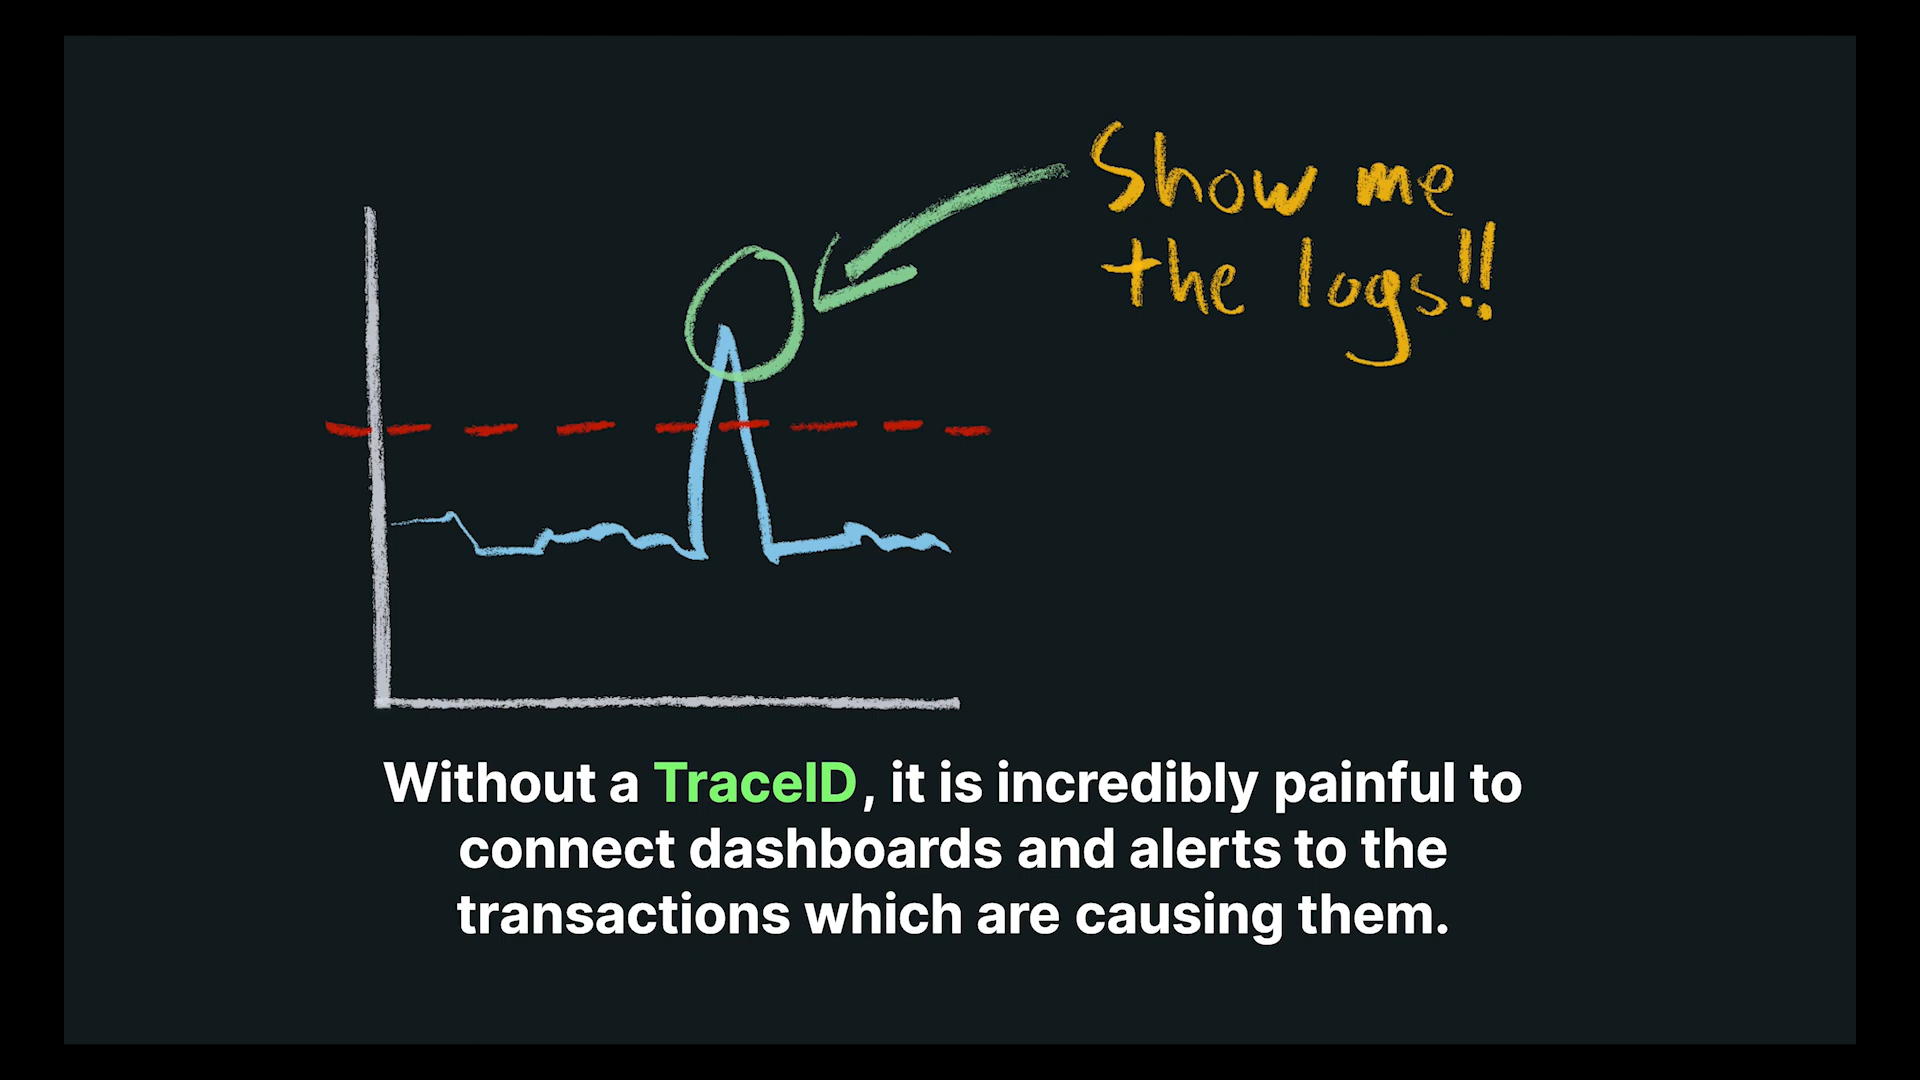 Show me
the logs!!
Without a TraceID, it is incredibly painful to
connect dashboards and alerts to the
transactions which are causing them.